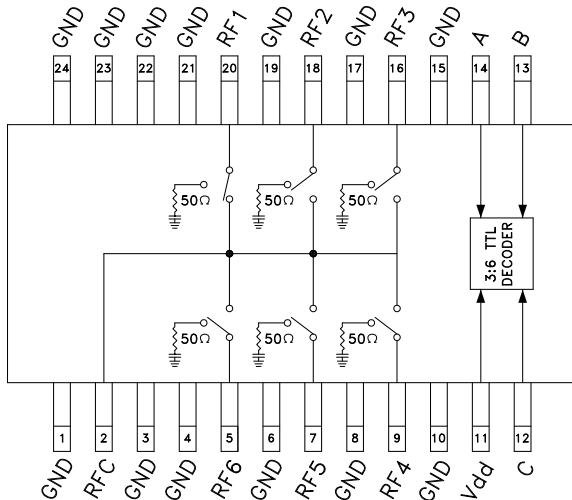 GND GND GND GND RF1 GND RF2 GND RF3 GND A B
24 23 22 21 20 19 18 17 16 15 14 13
50Ω 50Ω 50Ω
3:6 TTL
DECODER
50Ω 50Ω 50Ω
1 2 3 4 5 6 7 8 9 10 11 12
GND RFC GND GND RF6 GND RF5 GND RF4 GND Vdd C